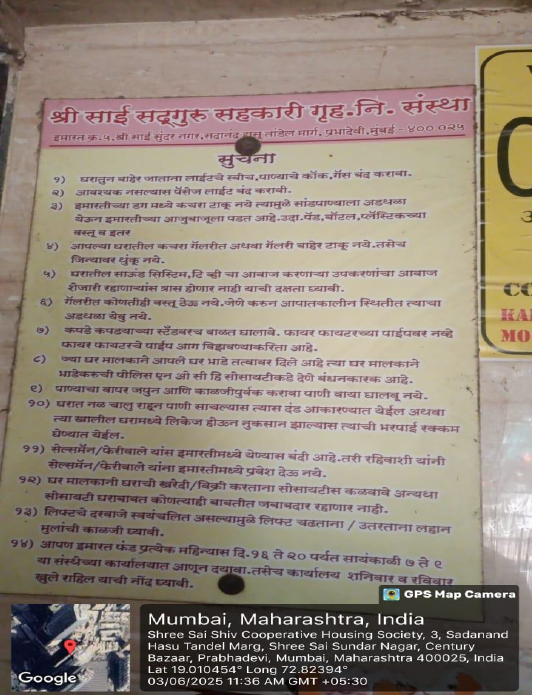 श्री साई सद्गुरु सहकारी गृह.नि. संस्था
इमारत क्र.५, श्री साई सुंदर नगर, सदानंद हासू तांडेल मार्ग, प्रभादेवी, मुंबई - ४०० ०२५
सुचना
१) घरातुन बाहेर जाताना लाईटचे स्वीच,पाण्याचे कॉक,गॅस बंद करावा.
२) आवश्यक नसल्यास पॅसेज लाईट बंद करावी.
३) इमारतीच्या डग मध्ये कचरा टाकू नये त्यामुळे सांडपाण्याला अडथळा
येऊन इमारतीच्या आजुबाजूला पडत आहे.उदा.पॅड,बॉटल,प्लॅस्टिकच्या
वस्तू व इतर
४) आपल्या घरातील कचरा गॅलरीत अथवा गॅलरी बाहेर टाकू नये.तसेच
जिन्यावर थुंकू नये.
५) घरातील साऊंड सिस्टिम,टि व्ही चा आवाज करणाऱ्या उपकरणांचा आवाज
शेजारी रहाणाऱ्यांस त्रास होणार नाही याची दक्षता घ्यावी.
६) गॅलरीत कोणतीही वस्तू ठेऊ नये.जेणे करुन आपातकालीन स्थितीत त्याचा
अडथळा येवु नये.
७) कपडे कपडयाच्या स्टँडवरच वाळत घालावे. फायर फायटरच्या पाईपवर नव्हे
फायर फायटरचे पाईप आग विझवण्याकरिता आहे.
८) ज्या घर मालकाने आपले घर भाडे तत्वावर दिले आहे त्या घर मालकाने
भाडेकरुची पोलिस एन ओ सी हि सोसायटीकडे देणे बंधनकारक आहे.
९) पाण्याचा वापर जपुन आणि काळजीपुर्वक करावा पाणी वाया घालवू नये.
१०) घरात नळ चालु राहून पाणी साचल्यास त्यास दंड आकारण्यात येईल अथवा
त्या खालील घरामध्ये लिकेज होऊन नुकसान झाल्यास त्याची भरपाई रक्कम
घेण्यात येईल.
११) सेल्समॅन/फेरीवाले यांस इमारतीमध्ये येण्यास बंदी आहे.तरी रहिवाशी यांनी
सेल्समॅन/फेरीवाले यांना इमारतीमध्ये प्रवेश देऊ नये.
१२) घर मालकांनी घराची खरेदी/बिक्री करताना सोसायटीस कळवावे अन्यथा
सोसायटी घराबाबत कोणत्याही बाबतीत जबाबदार रहाणार नाही.
१३) लिफ्टचे दरवाजे स्वयंचलित असल्यामुळे लिफ्ट चढताना / उतरताना लहान
मुलांची काळजी घ्यावी.
१४) आपण इमारत फंड प्रत्येक महिन्यास दि.१६ ते २० पर्यंत सायंकाळी ७ ते ९
या संस्थेच्या कार्यालयात आणून द्यावा.तसेच कार्यालय शनिवार व रविवार
खुले राहिल याची नोंद घ्यावी.
CO
KA
MO
GPS Map Camera
Google
Mumbai, Maharashtra, India
Shree Sai Shiv Cooperative Housing Society, 3, Sadanand
Hasu Tandel Marg, Shree Sai Sundar Nagar, Century
Bazaar, Prabhadevi, Mumbai, Maharashtra 400025, India
Lat 19.010454° Long 72.82394°
03/06/2025 11:36 AM GMT +05:30